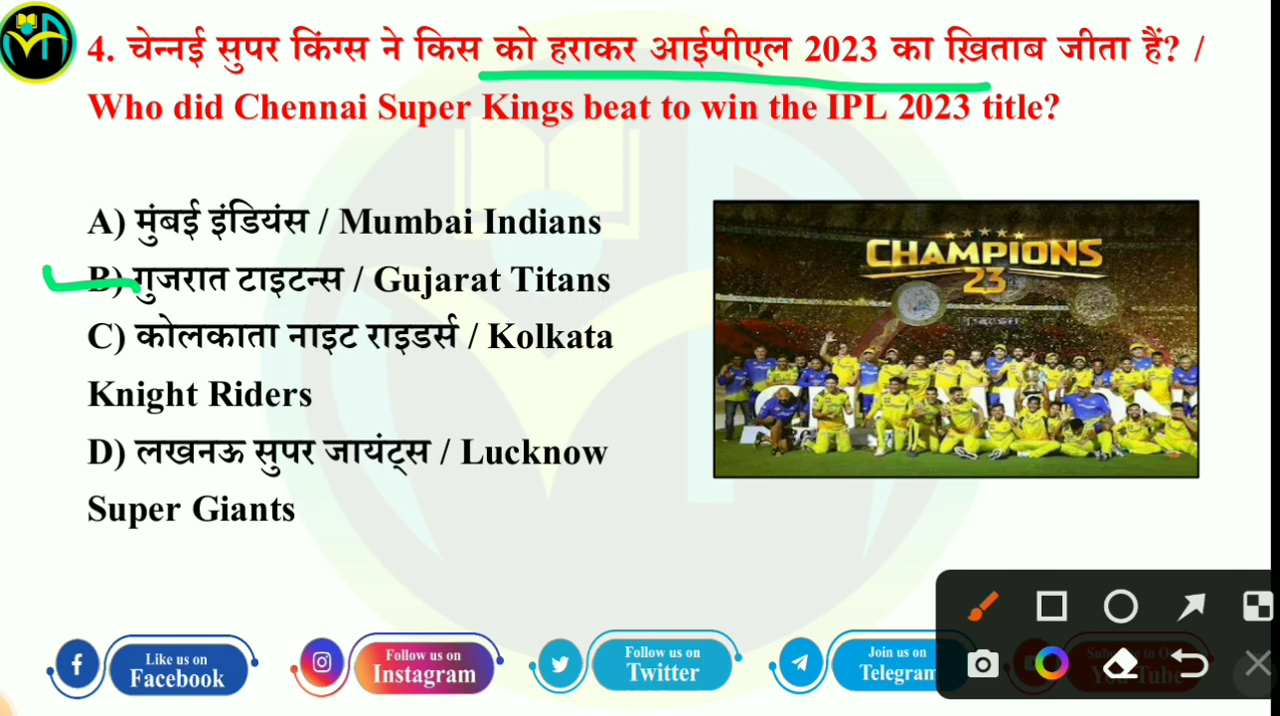 4. चेन्नई सुपर किंग्स ने किस को हराकर आईपीएल 2023 का ख़िताब जीता हैं? /
Who did Chennai Super Kings beat to win the IPL 2023 title?
A) मुंबई इंडियंस / Mumbai Indians
B) गुजरात टाइटन्स / Gujarat Titans
C) कोलकाता नाइट राइडर्स / Kolkata
Knight Riders
D) लखनऊ सुपर जायंट्स / Lucknow
Super Giants
CHAMPIONS
23
Like us on
Facebook
Follow us on
Instagram
Follow us on
Twitter
Join us on
Telegram